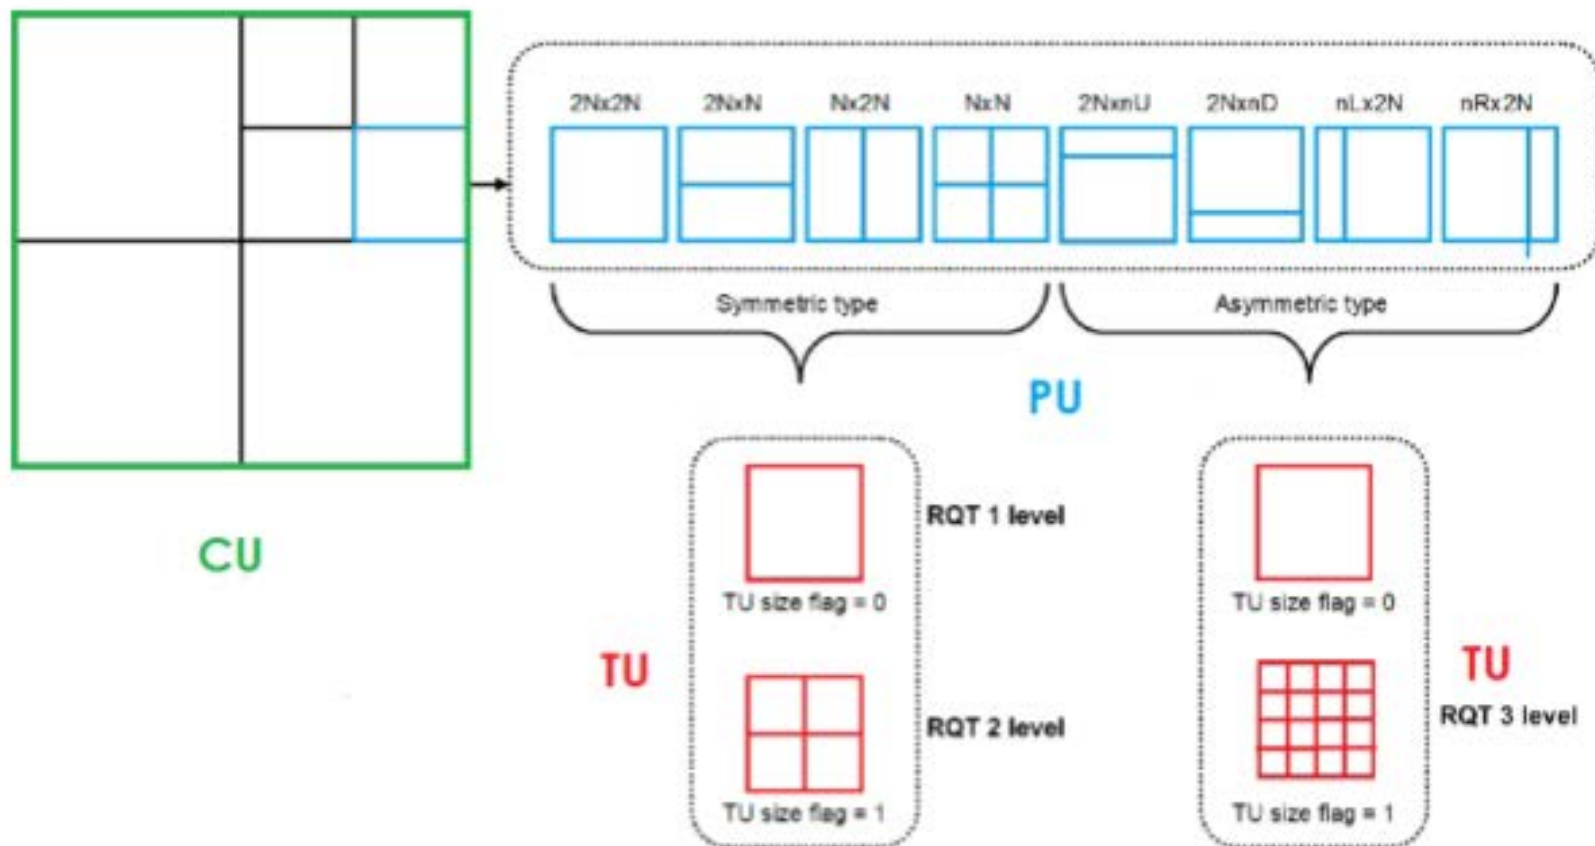 2Nx2N 2NxN Nx2N NxN 2NxnU 2NxnD nLx2N nRx2N
Symmetric type Asymmetric type
PU
CU
RQT 1 level
TU size flag = 0
TU
RQT 2 level
TU size flag = 1
TU size flag = 0
TU
RQT 3 level
TU size flag = 1